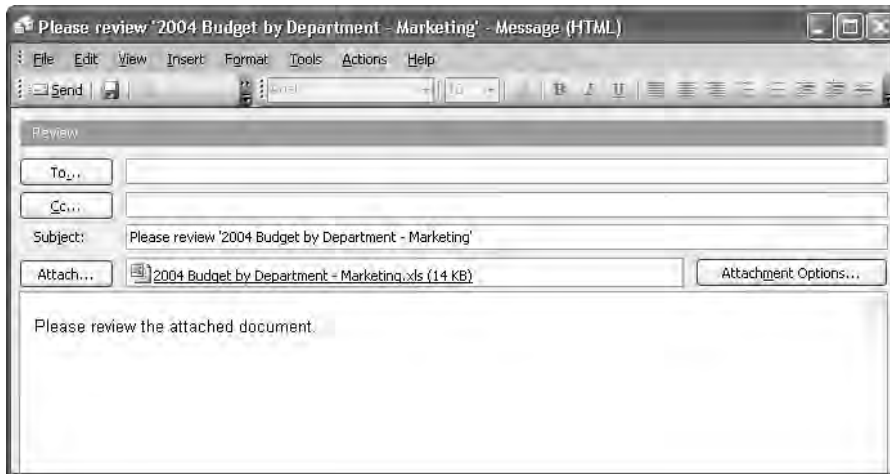 Please review '2004 Budget by Department - Marketing' - Message (HTML)
File Edit View Insert Format Tools Actions Help
Send Arial 10 B I U
Review
To...
Cc...
Subject: Please review '2004 Budget by Department - Marketing'
Attach... 2004 Budget by Department - Marketing.xls (14 KB) Attachment Options...
Please review the attached document.